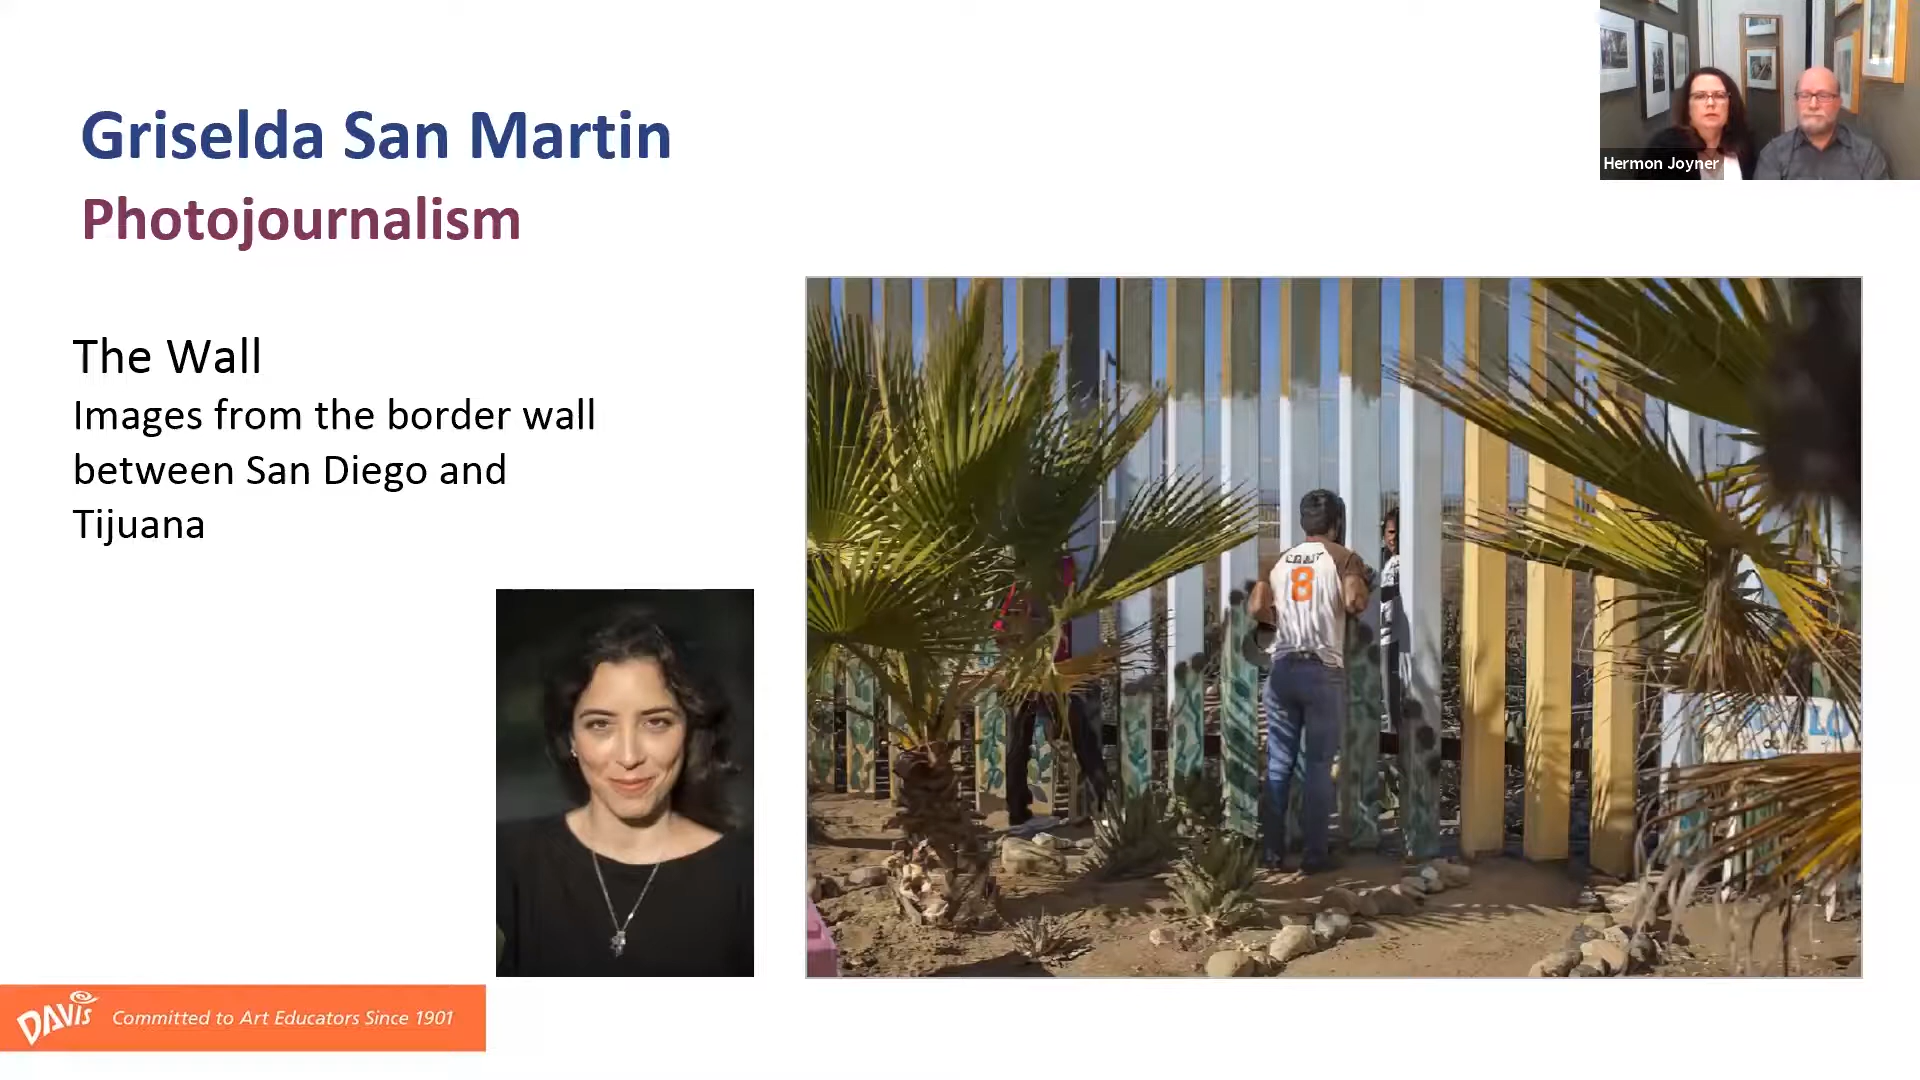 Griselda San Martin
Photojournalism
Hermon Joyner
The Wall
Images from the border wall
between San Diego and
Tijuana
8
LO
DAVIS
Committed to Art Educators Since 1901